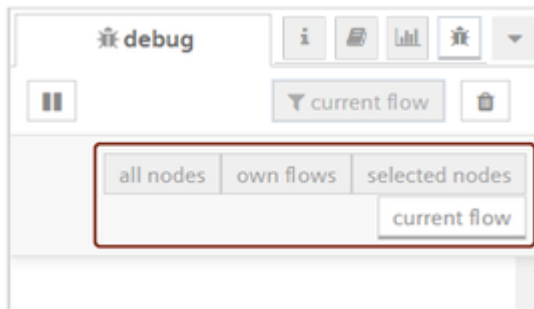 debug i
current flow
all nodes own flows selected nodes
current flow